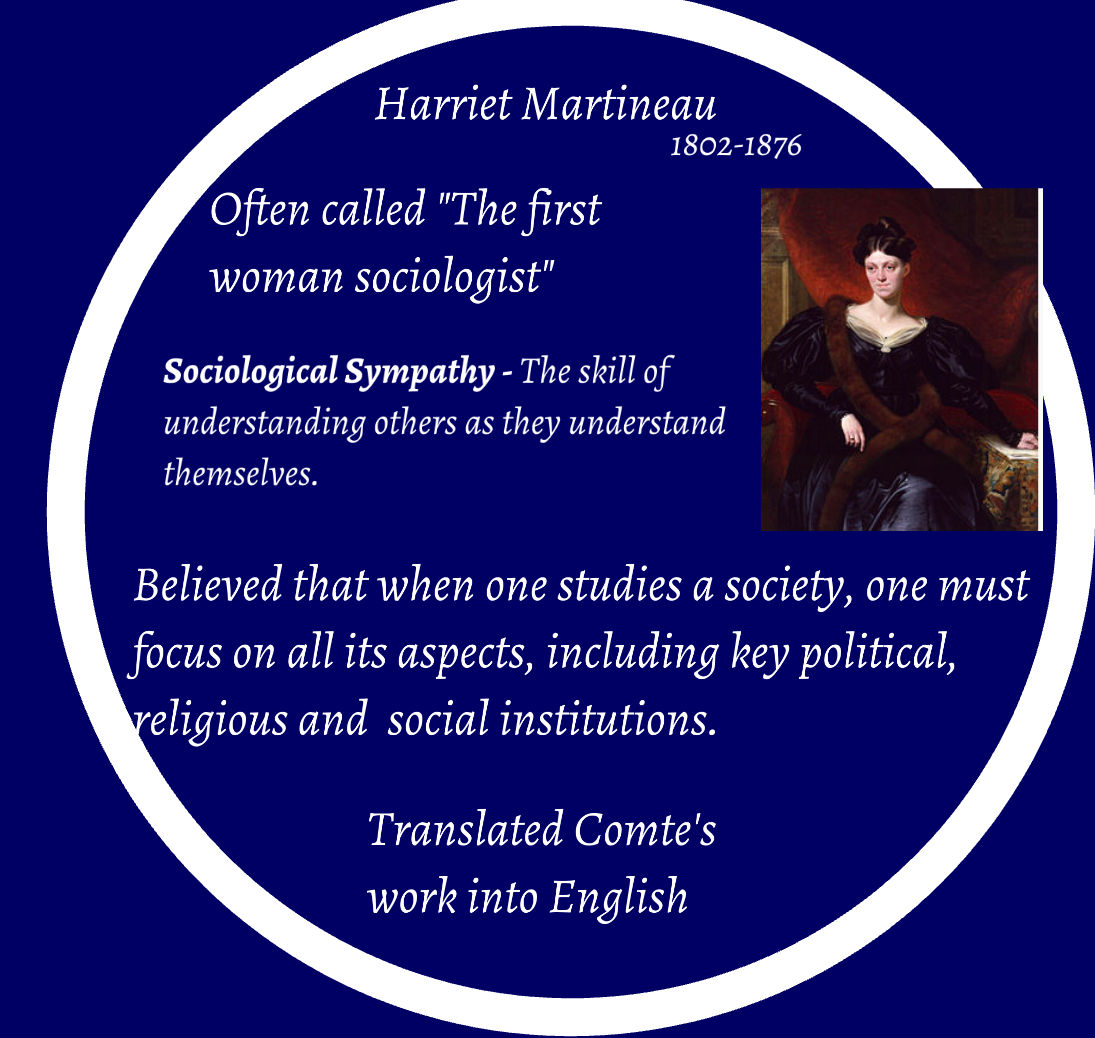 Harriet Martineau
1802-1876
Often called "The first
woman sociologist"
Sociological Sympathy - The skill of
understanding others as they understand
themselves.
Believed that when one studies a society, one must
focus on all its aspects, including key political,
religious and  social institutions.
Translated Comte's
work into English